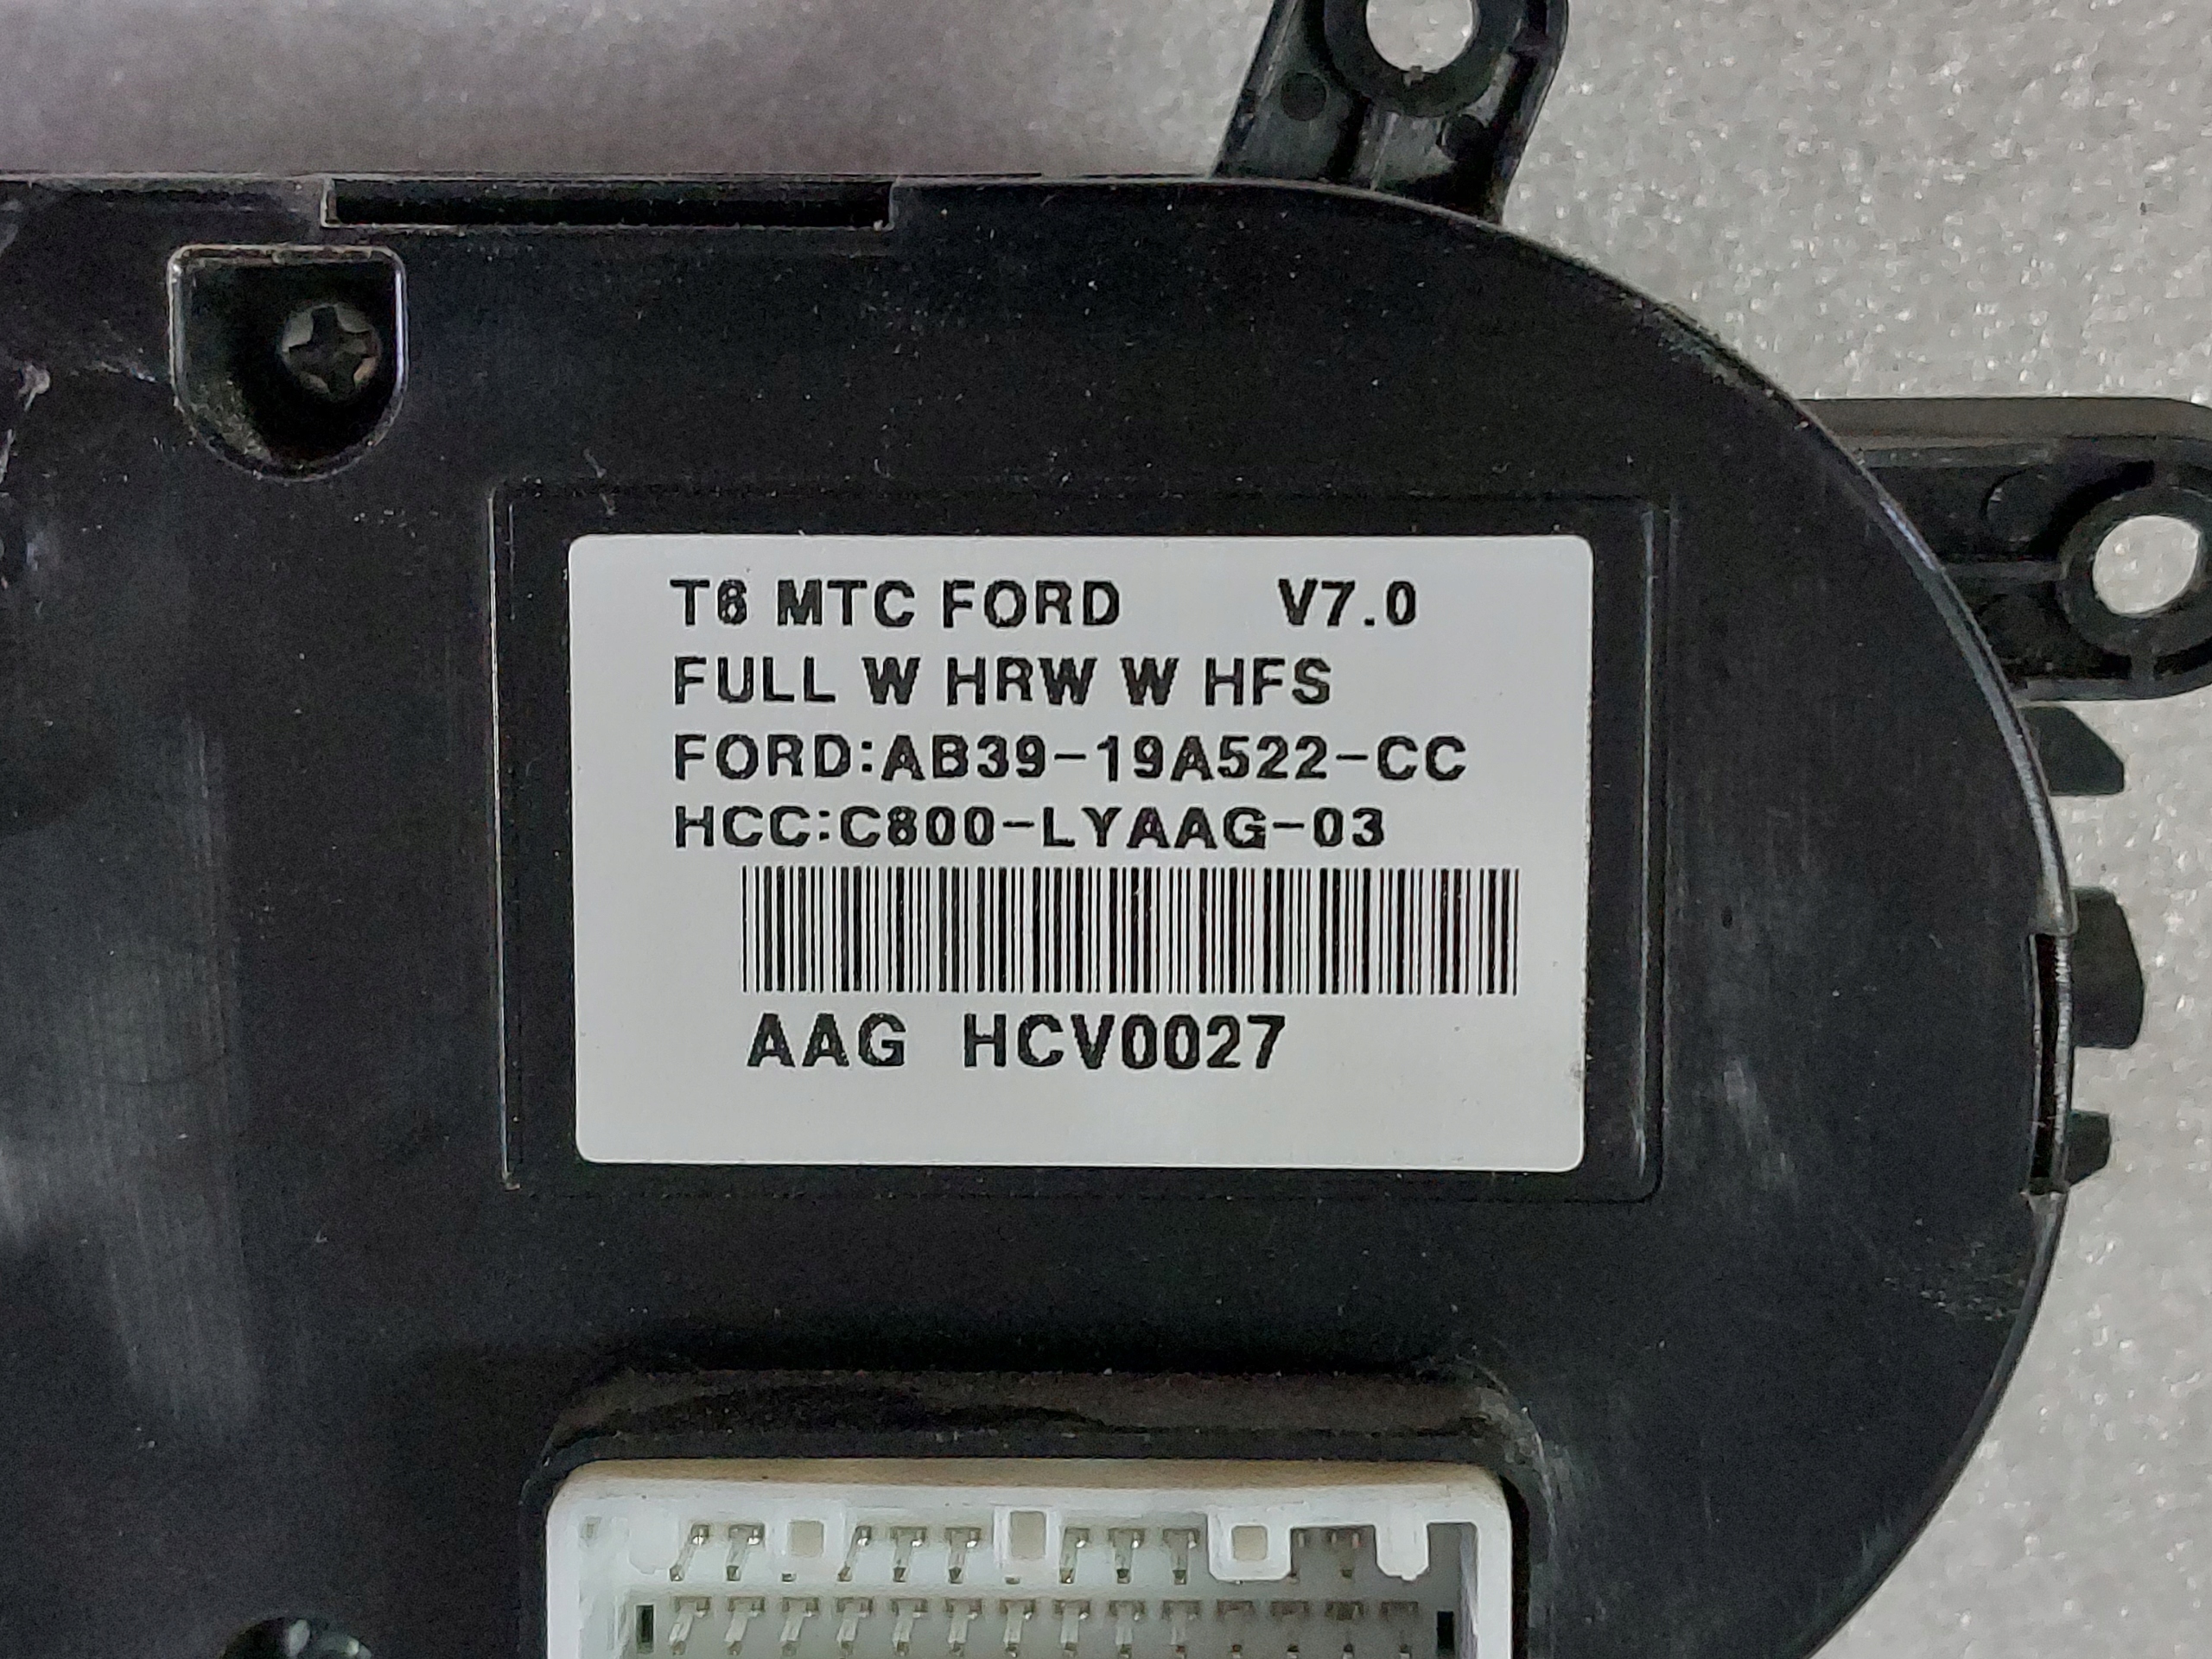 T6 MTC FORD V7.0
FULL W HRW W HFS
FORD:AB39-19A522-CC
HCC:C800-LYAAG-03
AAG HCV0027